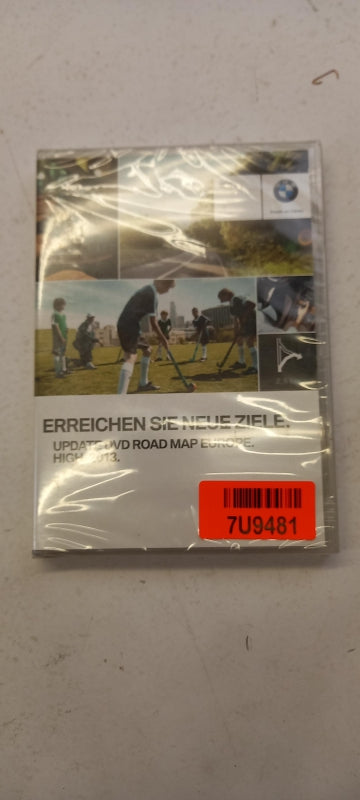 ERREICHEN SIE NEUE ZIELE.
UPDATE DVD ROAD MAP EUROPE.
HIGH 2013.
7U9481